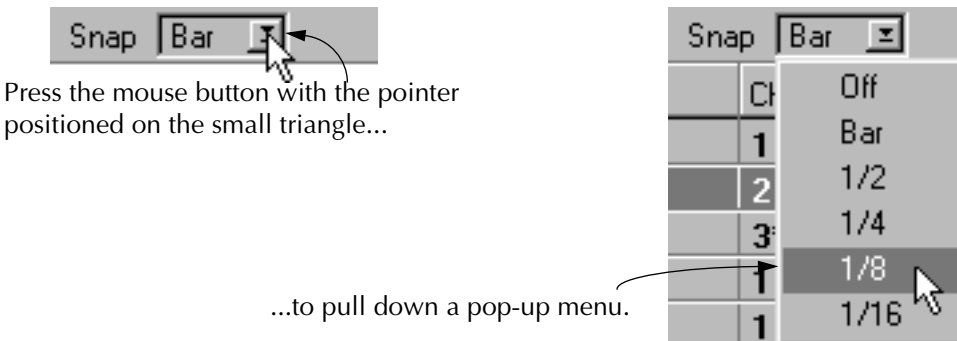 Snap Bar
Press the mouse button with the pointer
positioned on the small triangle...
Snap Bar
Off
Bar
1 1/2
2 1/4
3 1/8
1 1/16
1
...to pull down a pop-up menu.